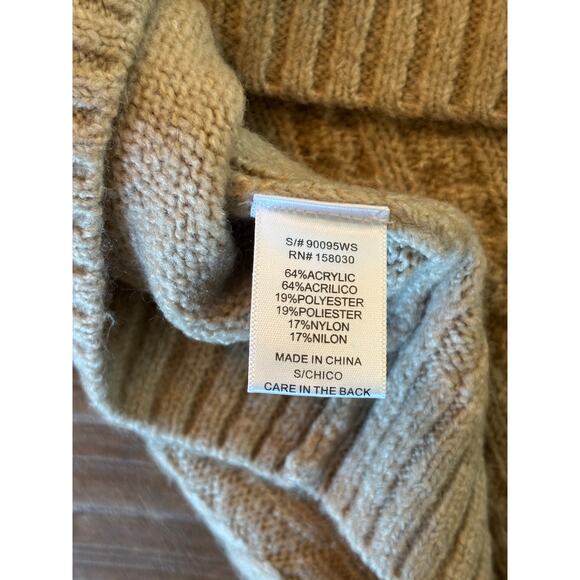 S/# 90095WS
RN# 158030
64%ACRYLIC
64%ACRILICO
19%POLYESTER
19%POLIESTER
17%NYLON
17%NILON
MADE IN CHINA
S/CHICO
CARE IN THE BACK